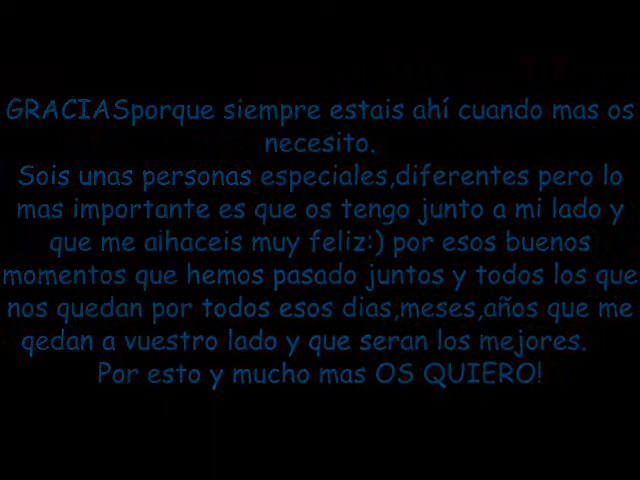 GRACIASporque siempre estais ahí cuando mas os
necesito.
Sois unas personas especiales,diferentes pero lo
mas importante es que os tengo junto a mi lado y
que me aihaceis muy feliz:) por esos buenos
momentos que hemos pasado juntos y todos los que
nos quedan por todos esos dias,meses,años que me
qedan a vuestro lado y que seran los mejores.
Por esto y mucho mas OS QUIERO!